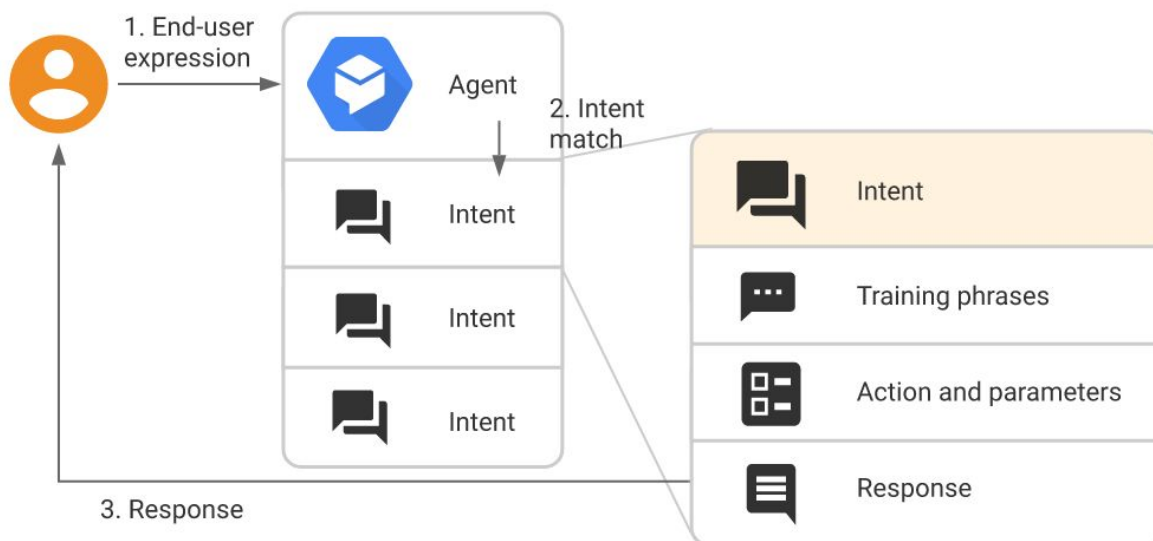 1. End-user
expression
Agent
2. Intent
match
Intent
Intent
Intent
Intent
Training phrases
Action and parameters
Response
3. Response